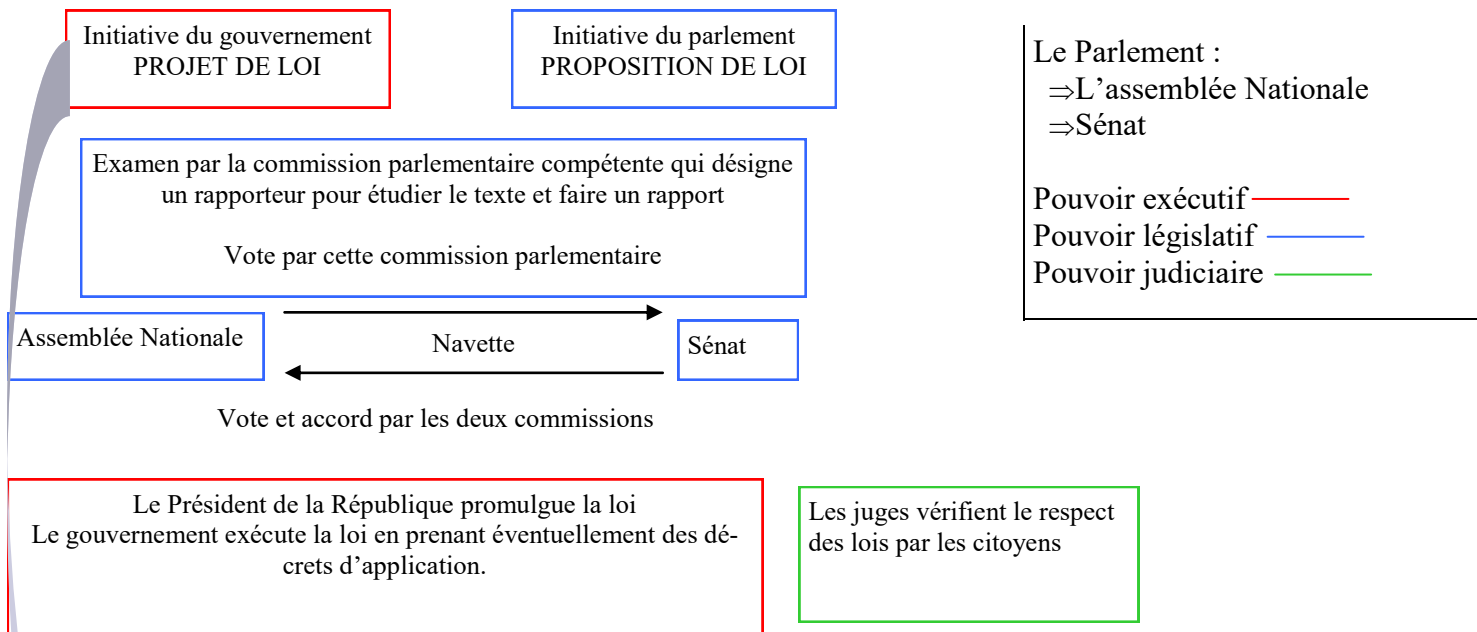 Initiative du gouvernement
PROJET DE LOI
Initiative du parlement
PROPOSITION DE LOI
Le Parlement :
⇒L’assemblée Nationale
⇒Sénat
Pouvoir exécutif
Pouvoir législatif
Pouvoir judiciaire
Examen par la commission parlementaire compétente qui désigne
un rapporteur pour étudier le texte et faire un rapport
Vote par cette commission parlementaire
Assemblée Nationale
Navette
Sénat
Vote et accord par les deux commissions
Le Président de la République promulgue la loi
Le gouvernement exécute la loi en prenant éventuellement des dé-
crets d’application.
Les juges vérifient le respect
des lois par les citoyens